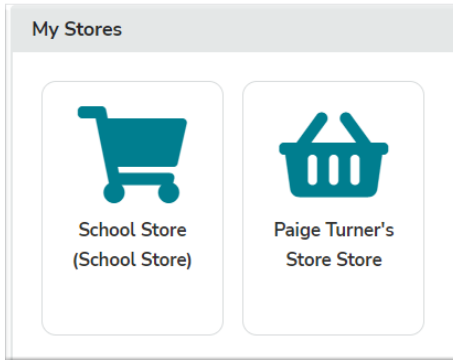 My Stores
School Store
(School Store)
Paige Turner's
Store Store